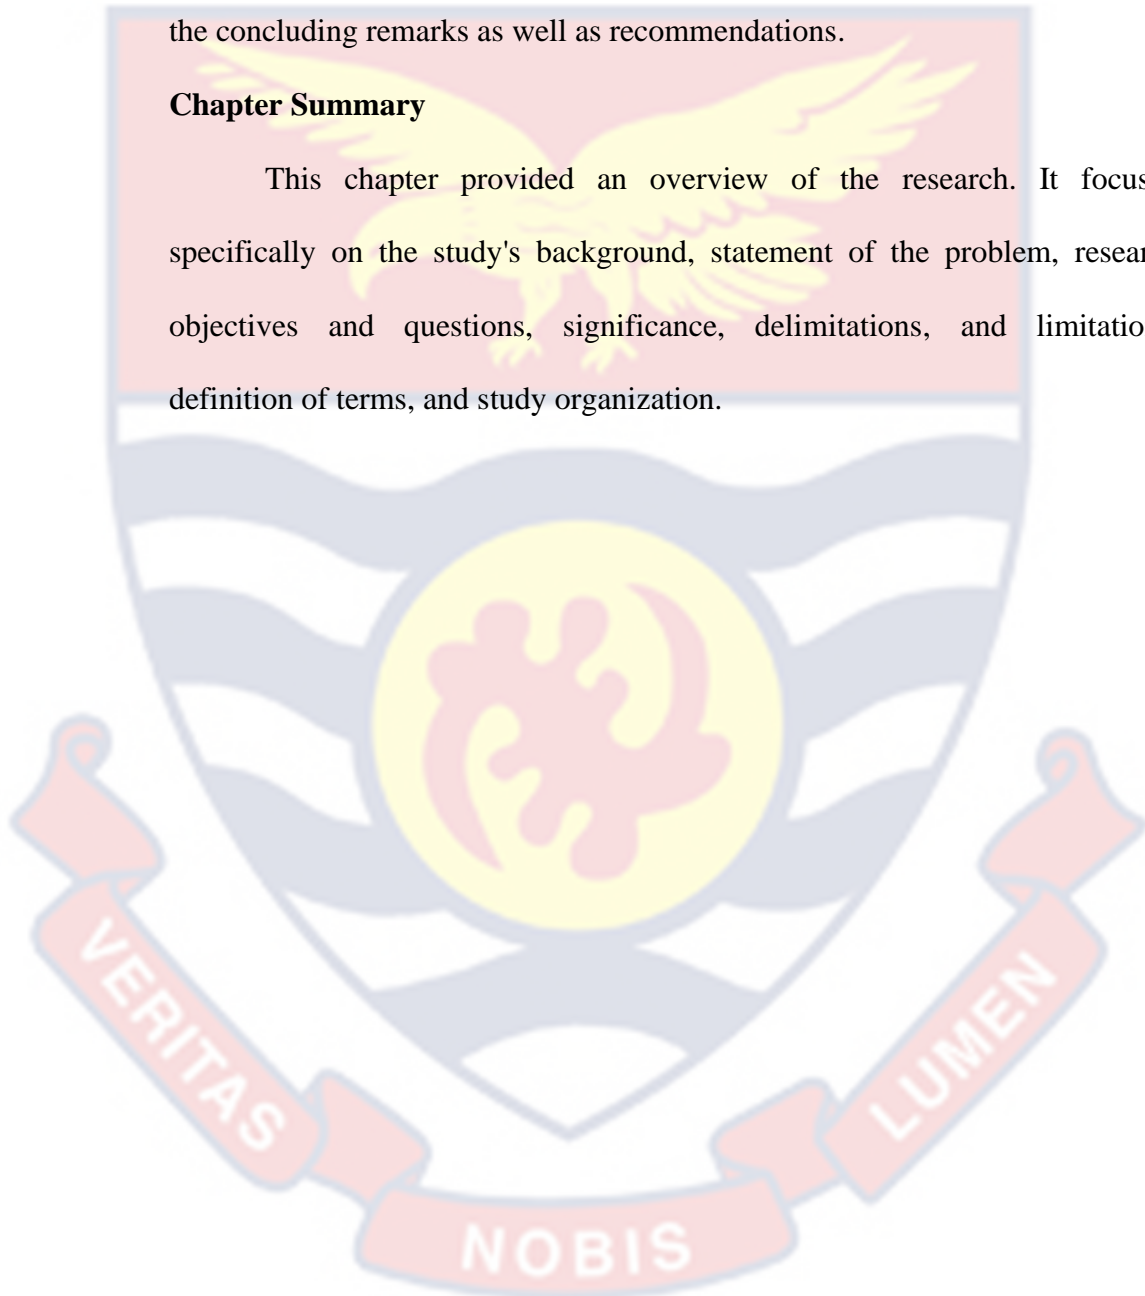 the concluding remarks as well as recommendations.
Chapter Summary
This chapter provided an overview of the research. It focus
specifically on the study's background, statement of the problem, resear
objectives and questions, significance, delimitations, and limitatio
definition of terms, and study organization.
VERITAS
NOBIS
LUMEN